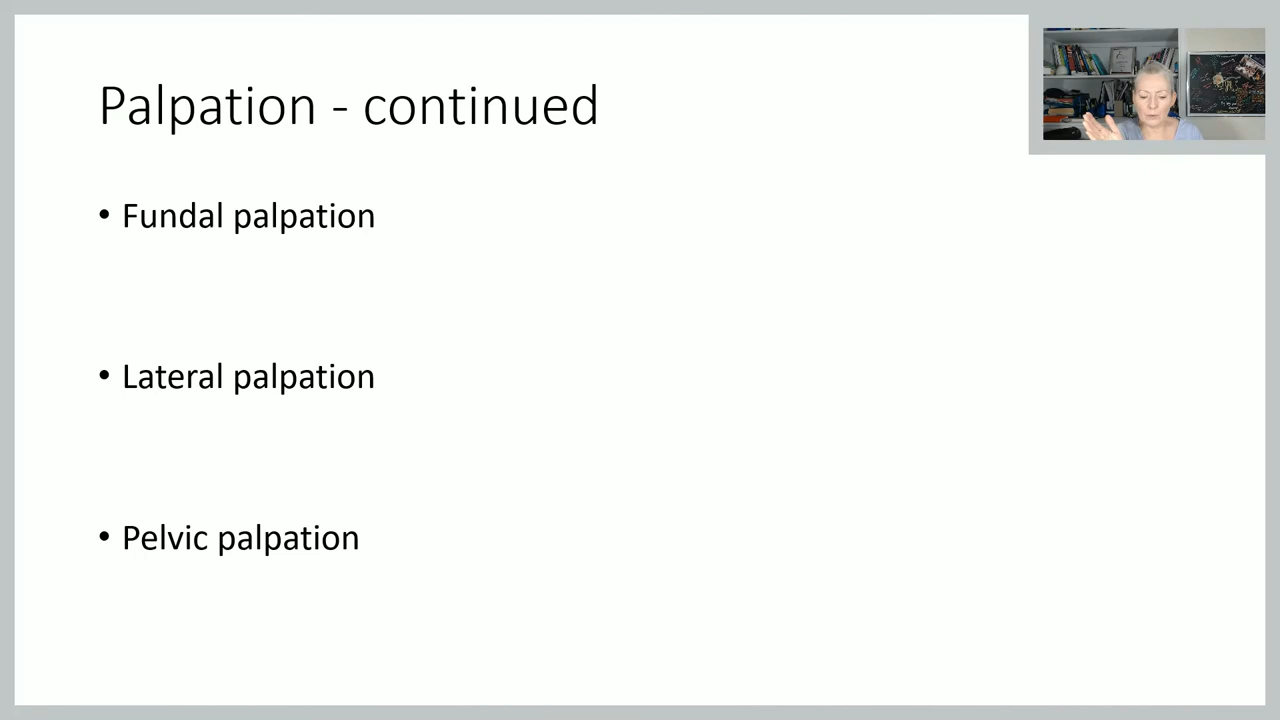 Palpation - continued
• Fundal palpation
• Lateral palpation
• Pelvic palpation